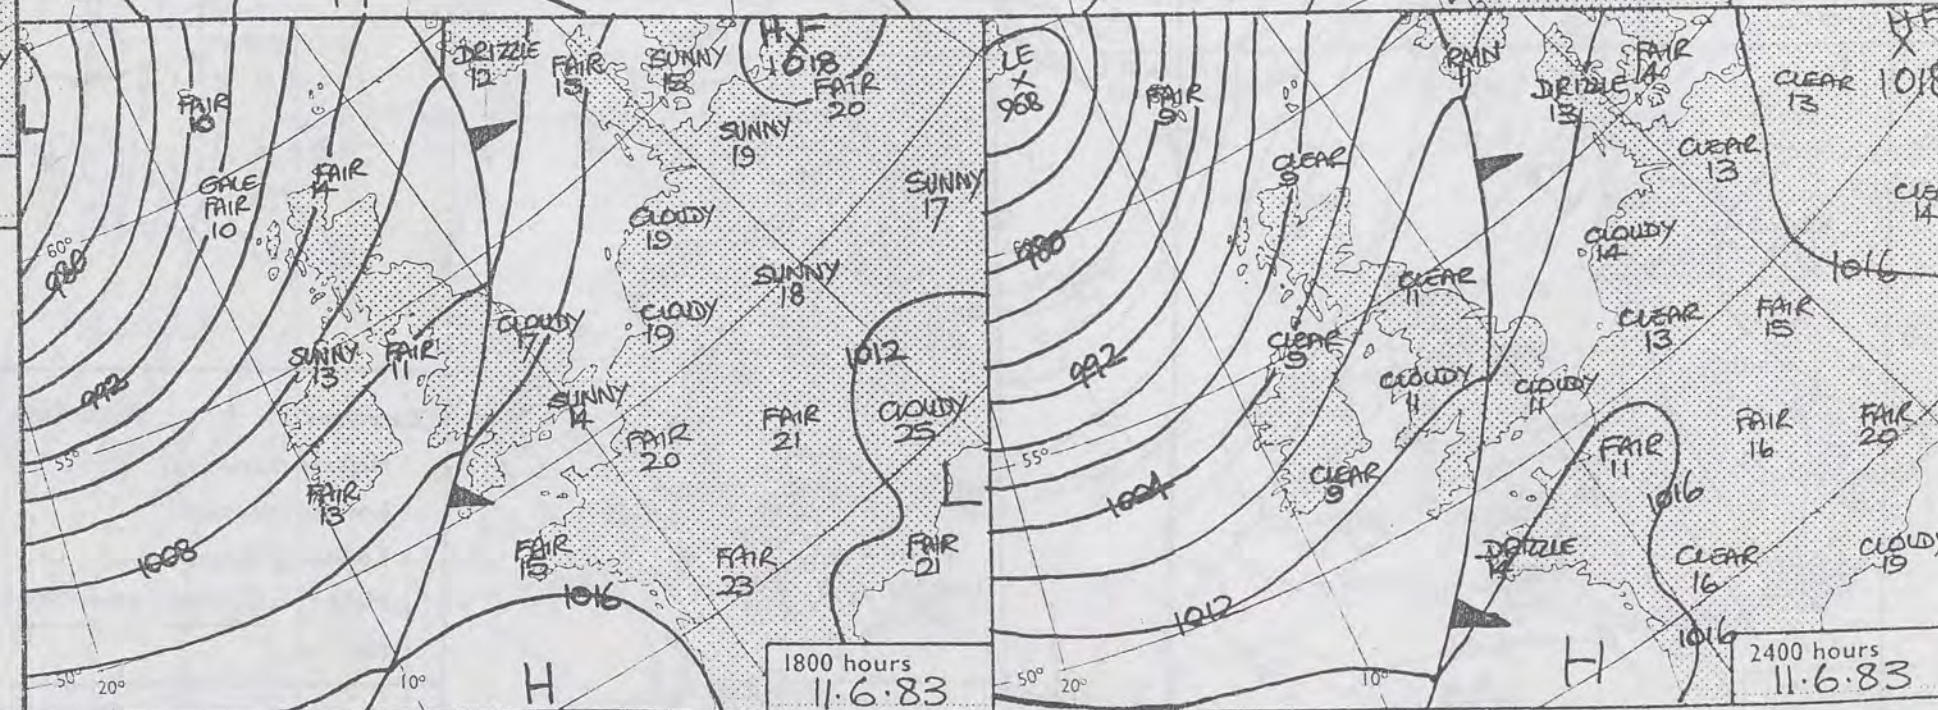 DRIZZLE
12
FAIR
13
SUNNY
15
1018
FAIR
20
FAIR
10
SUNNY
19
GALE
FAIR
10
FAIR
14
SUNNY
17
CLOUDY
19
60°
980
SUNNY
18
CLOUDY
17
CLOUDY
19
1012
SUNNY
13
FAIR
11
992
SUNNY
14
FAIR
20
FAIR
21
CLOUDY
25
55°
L
FAIR
13
1008
FAIR
15
FAIR
23
FAIR
21
1016
50°
20°
10°
H
1800 hours
11.6.83
LE
X
968
RAIN
11
FAIR
14
DRIZZLE
13
CLEAR
13
1018
FAIR
9
CLEAR
9
CLEAR
13
14
980
CLOUDY
14
1016
CLEAR
11
CLEAR
13
FAIR
15
CLEAR
9
992
CLOUDY
11
CLOUDY
11
FAIR
11
FAIR
16
FAIR
20
55°
1004
CLEAR
9
1016
DRIZZLE
14
CLEAR
16
CLOUDY
19
1012
1016
50°
20°
10°
H
2400 hours
11.6.83